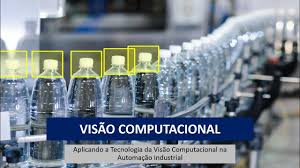 VISÃO COMPUTACIONAL
Aplicando a Tecnologia da Visão Computacional na
Automação Industrial